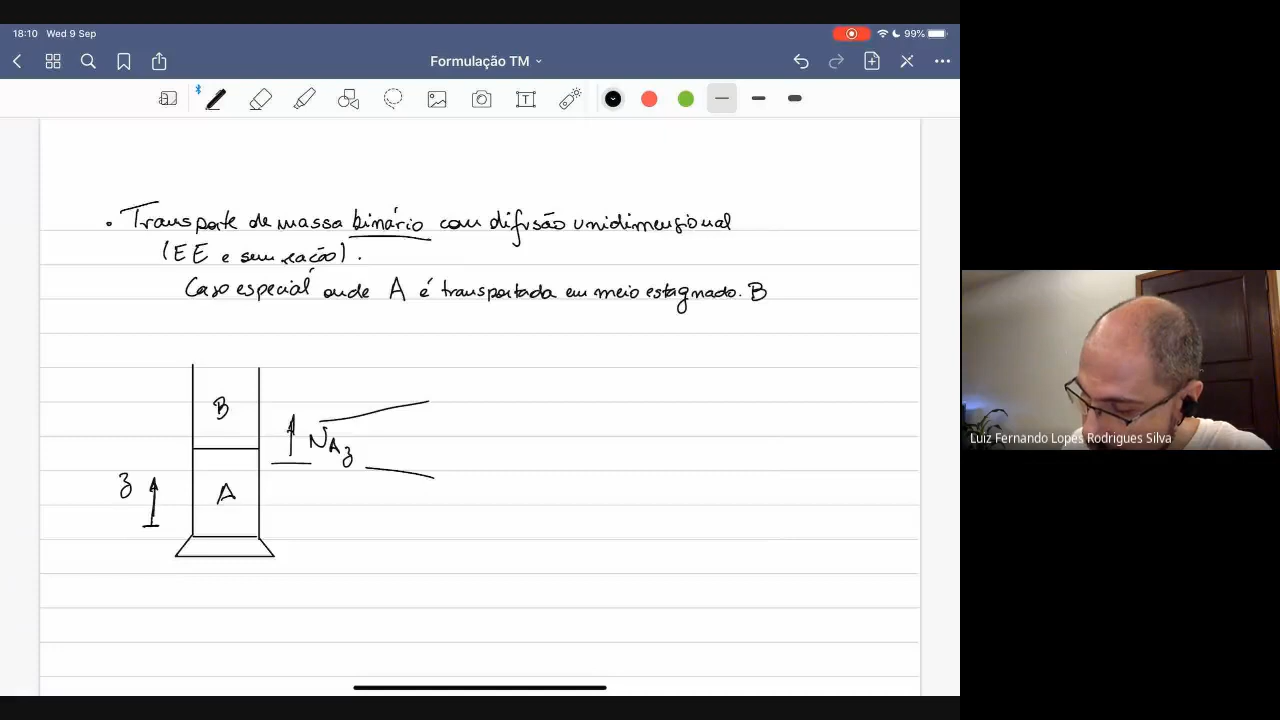 18:10 Wed 9 Sep
99%
Formulação TM
T
• Transporte de massa binário com difusão unidimensional
(EE e sem reação).
Caso especial onde A é transportada em meio estagnado. B
B
N_Az
z
A
Luiz Fernando Lopes Rodrigues Silva